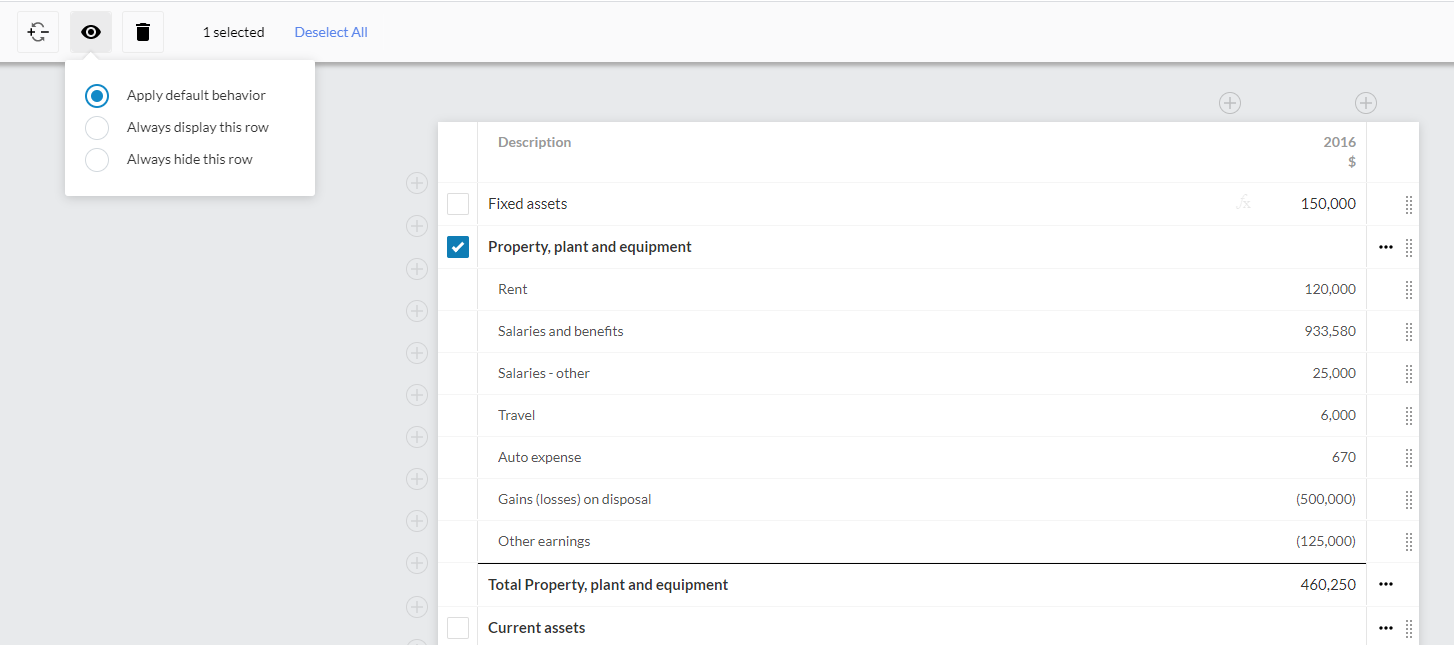 1 selected Deselect All
Apply default behavior
Always display this row
Always hide this row
Description 2016
$
Fixed assets fx 150,000
Property, plant and equipment
Rent 120,000
Salaries and benefits 933,580
Salaries - other 25,000
Travel 6,000
Auto expense 670
Gains (losses) on disposal (500,000)
Other earnings (125,000)
Total Property, plant and equipment 460,250
Current assets